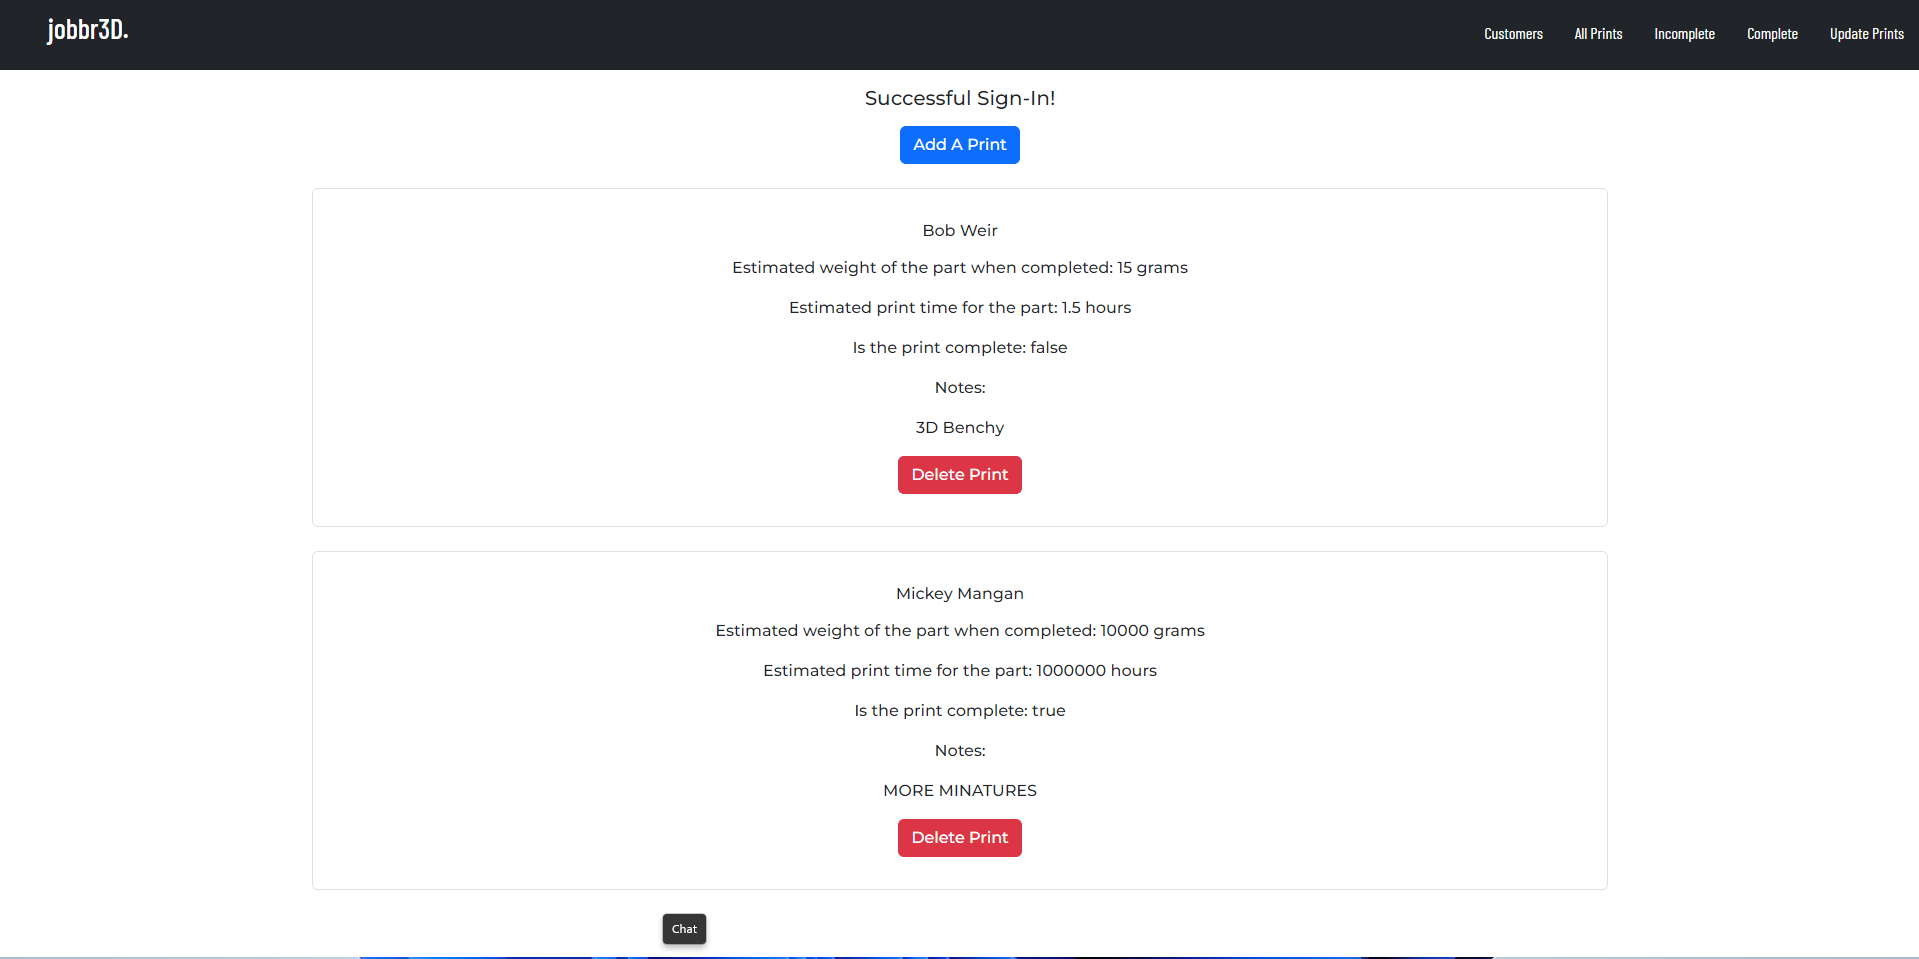 jobbr3D.
Customers All Prints Incomplete Complete Update Prints
Successful Sign-In!
Add A Print
Bob Weir
Estimated weight of the part when completed: 15 grams
Estimated print time for the part: 1.5 hours
Is the print complete: false
Notes:
3D Benchy
Delete Print
Mickey Mangan
Estimated weight of the part when completed: 10000 grams
Estimated print time for the part: 1000000 hours
Is the print complete: true
Notes:
MORE MINATURES
Delete Print
Chat